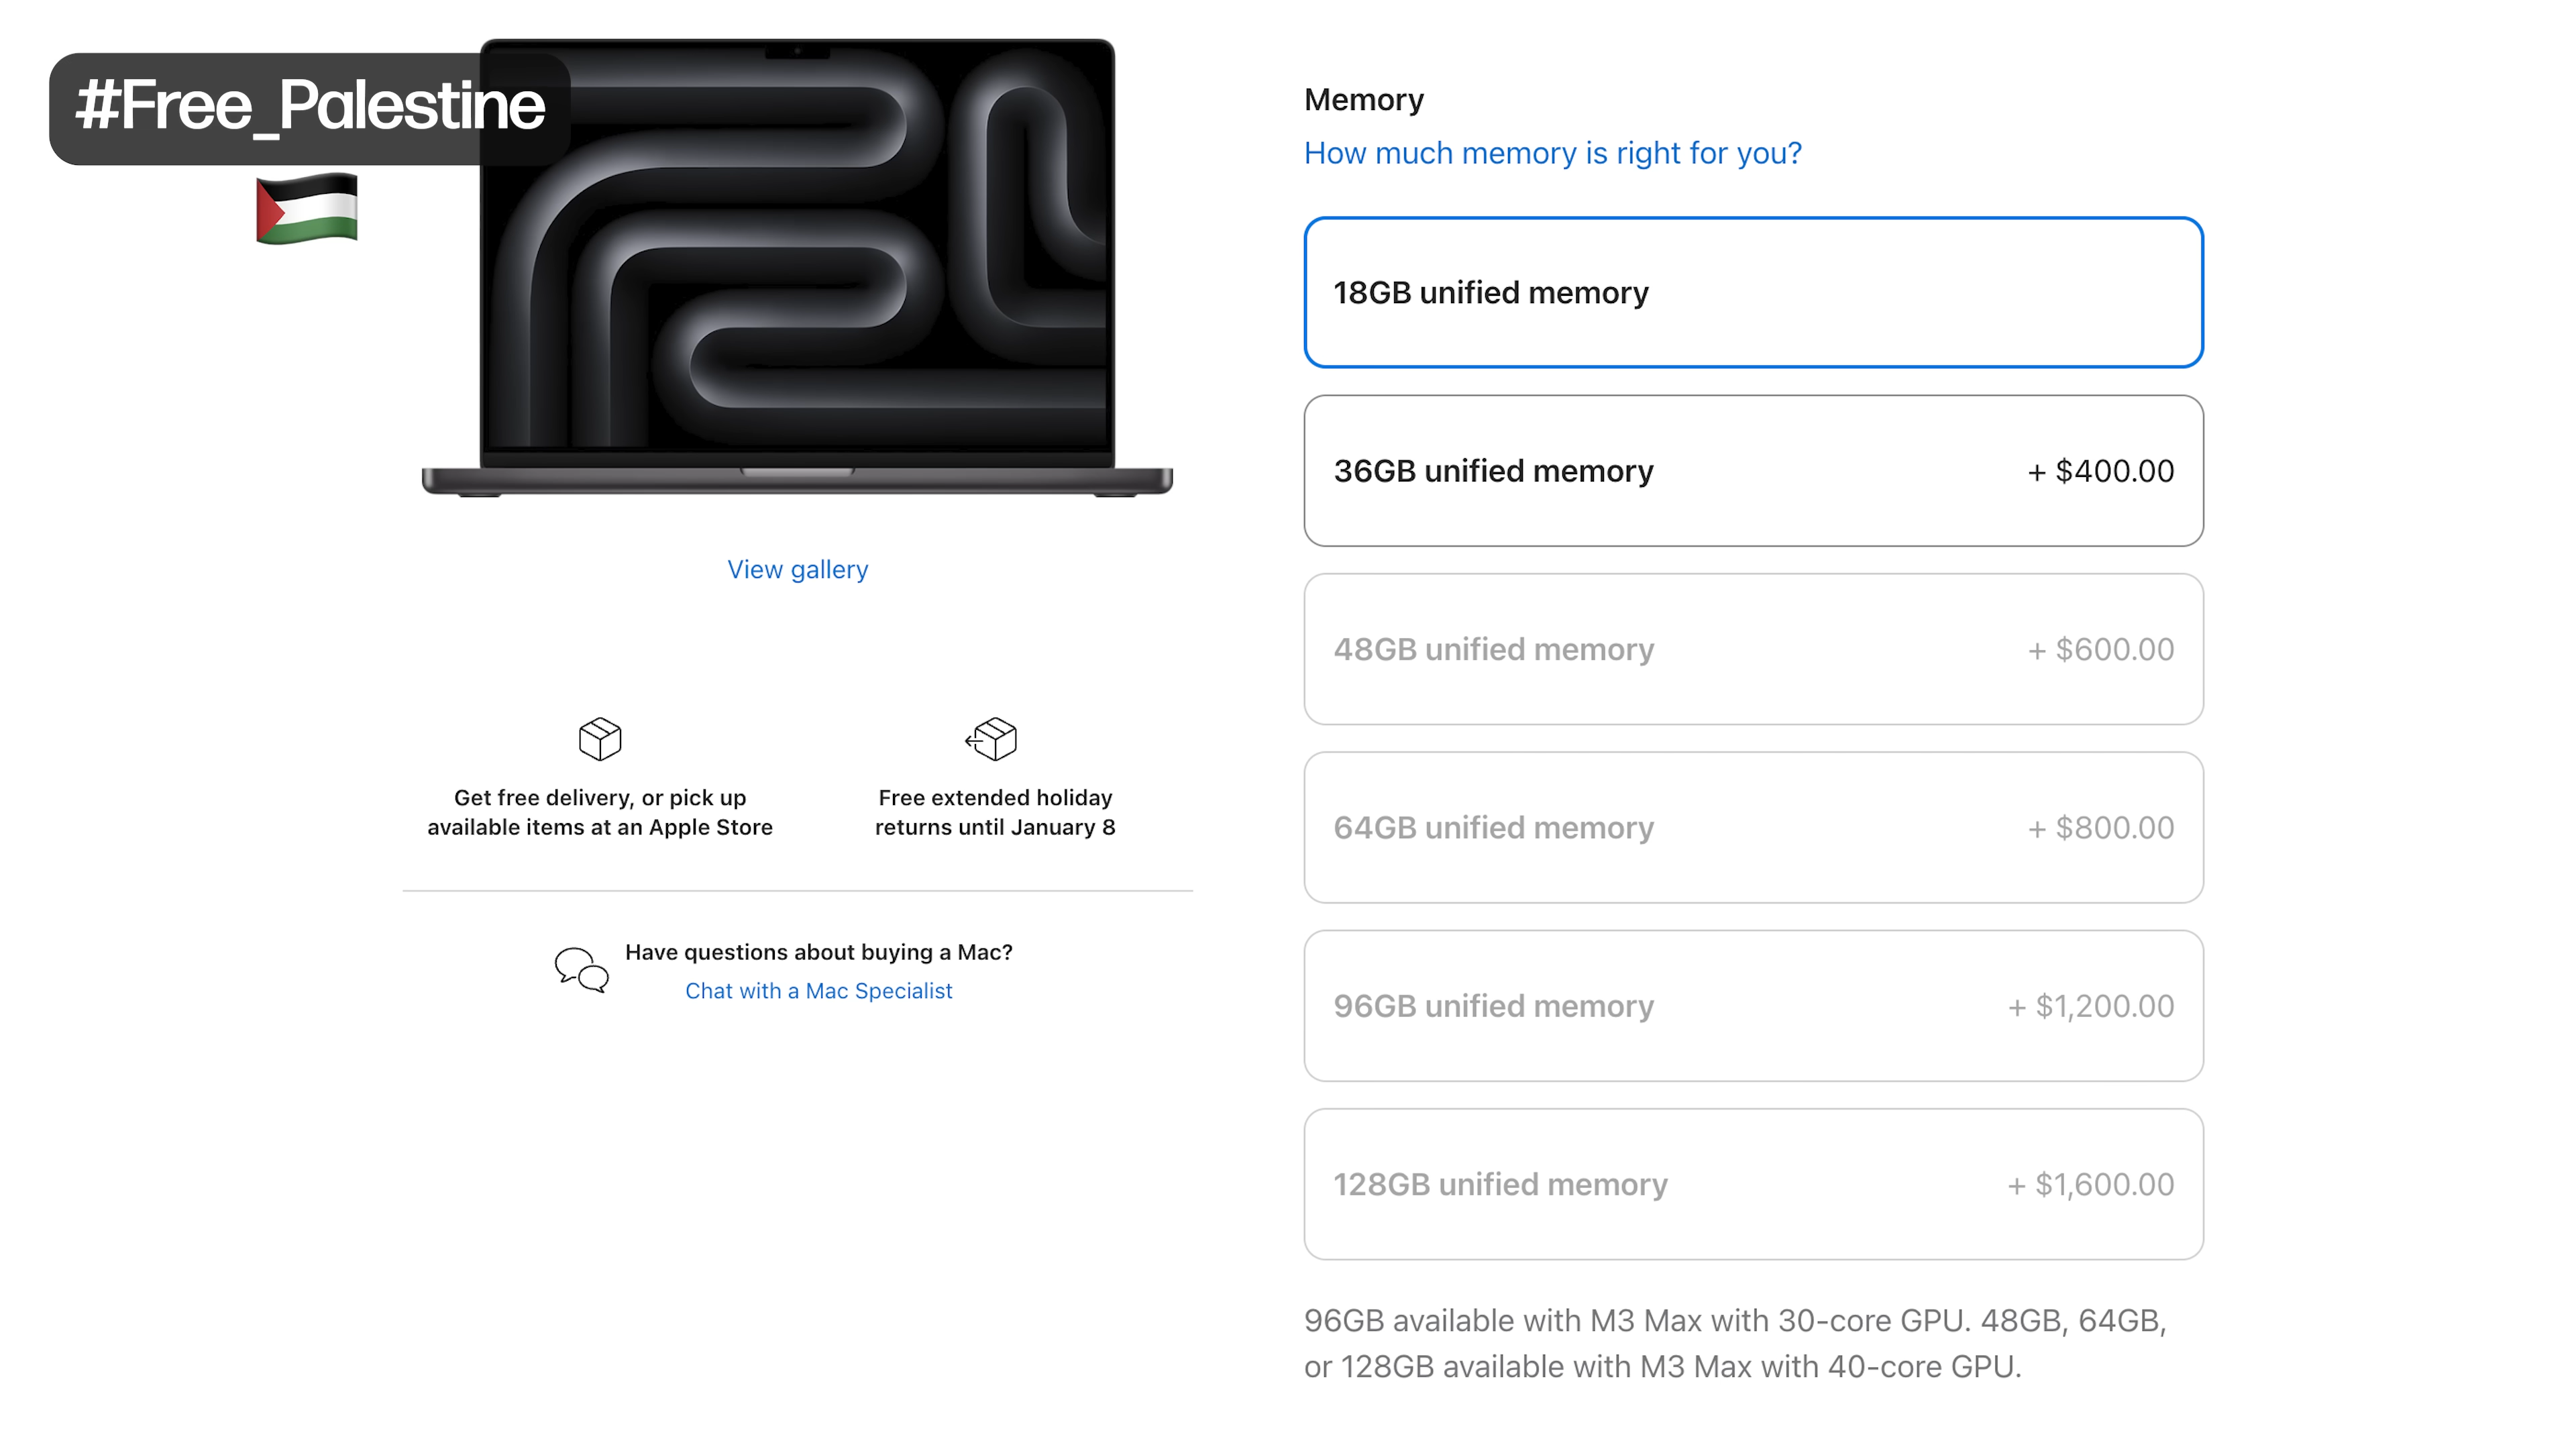 #Free_Palestine
View gallery
Get free delivery, or pick up
available items at an Apple Store
Free extended holiday
returns until January 8
Have questions about buying a Mac?
Chat with a Mac Specialist
Memory
How much memory is right for you?
18GB unified memory
36GB unified memory + $400.00
48GB unified memory + $600.00
64GB unified memory + $800.00
96GB unified memory + $1,200.00
128GB unified memory + $1,600.00
96GB available with M3 Max with 30-core GPU. 48GB, 64GB,
or 128GB available with M3 Max with 40-core GPU.